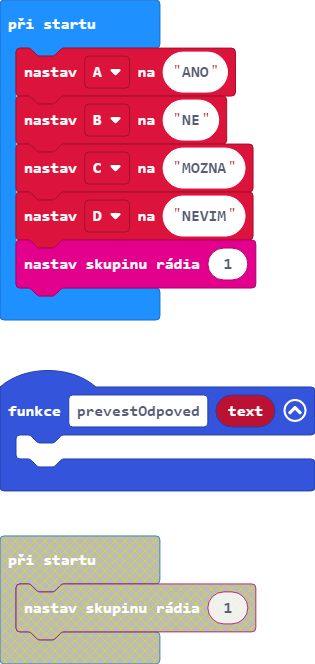 při startu
nastav A na "ANO"
nastav B na "NE"
nastav C na "MOZNA"
nastav D na "NEVIM"
nastav skupinu rádia 1
funkce prevestOdpoved text
při startu
nastav skupinu rádia 1